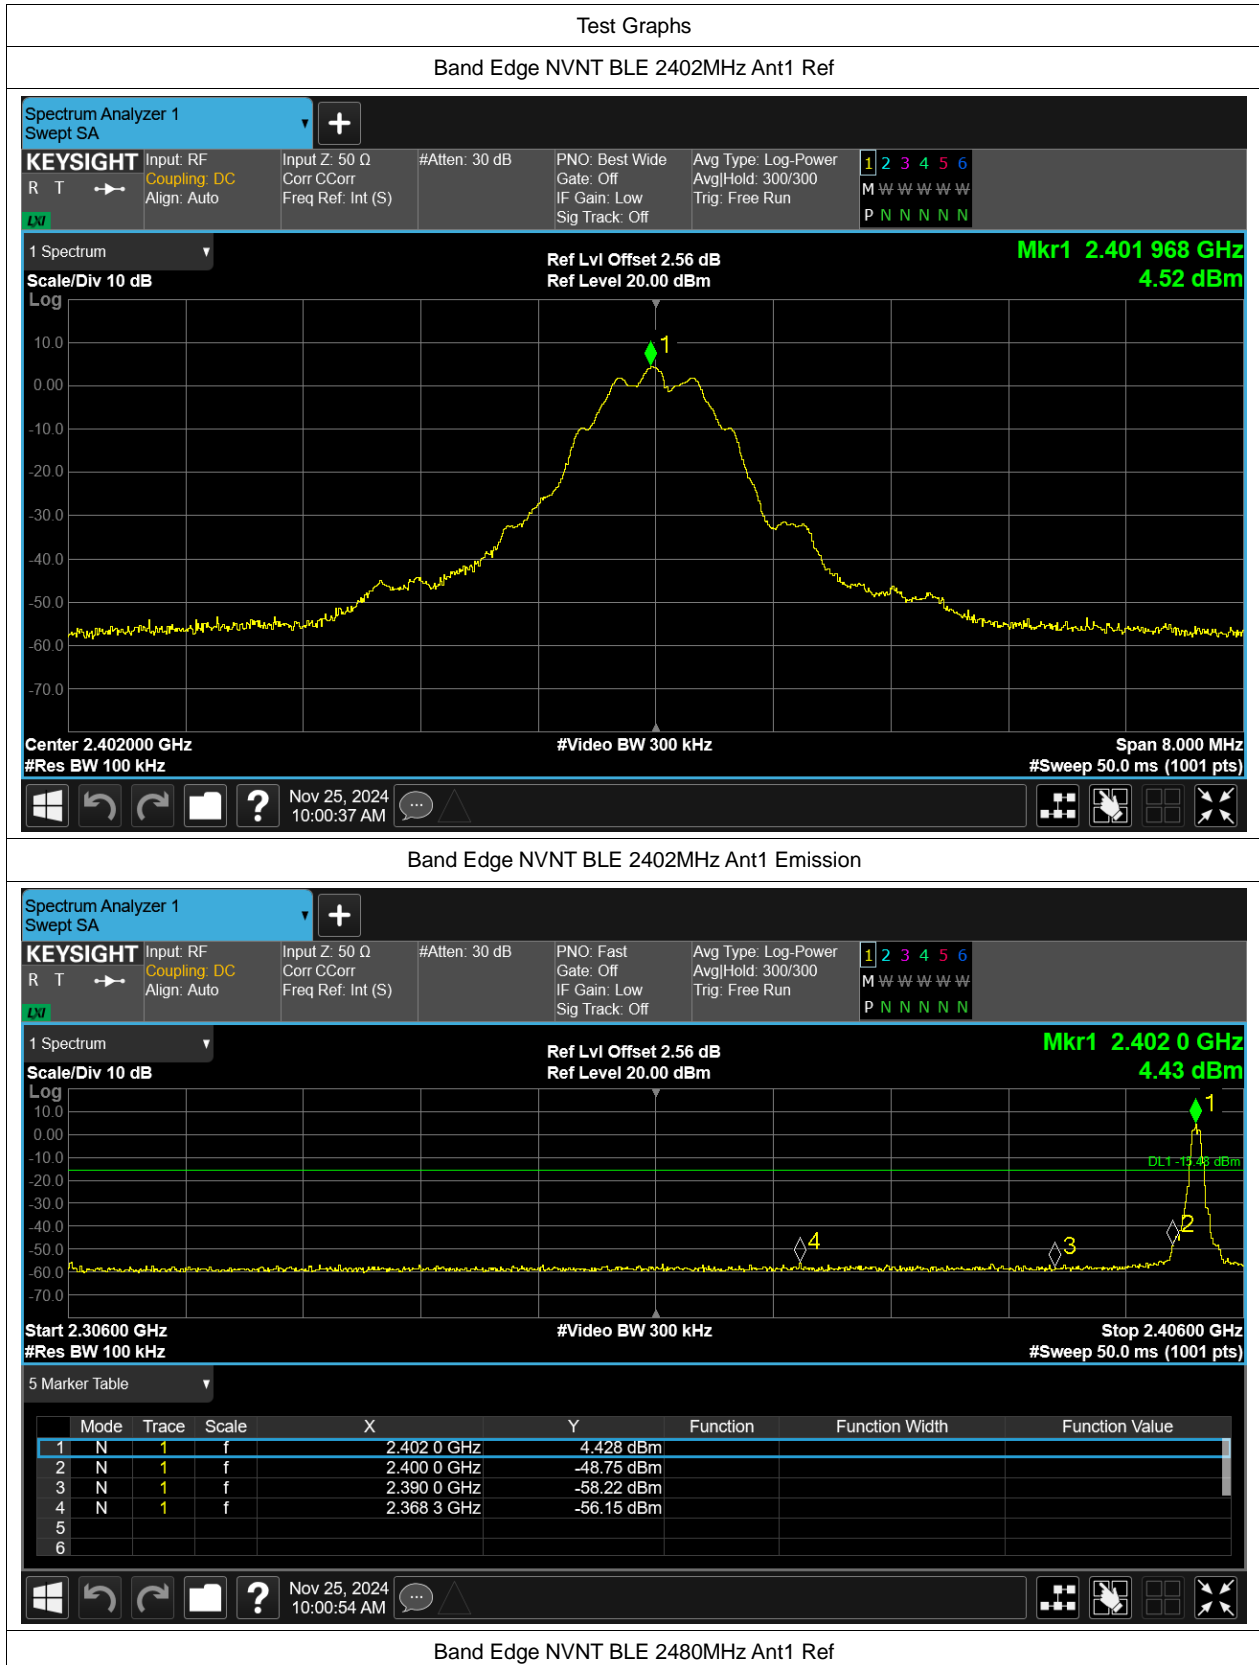 Test Graphs
Band Edge NVNT BLE 2402MHz Ant1 Ref
Spectrum Analyzer 1
Swept SA
+
KEYSIGHT Input: RF Input Z: 50 Ω #Atten: 30 dB PNO: Best Wide Avg Type: Log-Power 1 2 3 4 5 6
R T Coupling: DC Corr CCorr Gate: Off Avg|Hold: 300/300 M W W W W W
Align: Auto Freq Ref: Int (S) IF Gain: Low Trig: Free Run
LXI Sig Track: Off P N N N N N
1 Spectrum Ref Lvl Offset 2.56 dB Mkr1 2.401 968 GHz
Scale/Div 10 dB Ref Level 20.00 dBm 4.52 dBm
Log
1
10.0
0.00
-10.0
-20.0
-30.0
-40.0
-50.0
-60.0
-70.0
Center 2.402000 GHz #Video BW 300 kHz Span 8.000 MHz
#Res BW 100 kHz #Sweep 50.0 ms (1001 pts)
? Nov 25, 2024
10:00:37 AM
Band Edge NVNT BLE 2402MHz Ant1 Emission
Spectrum Analyzer 1
Swept SA
+
KEYSIGHT Input: RF Input Z: 50 Ω #Atten: 30 dB PNO: Fast Avg Type: Log-Power 1 2 3 4 5 6
R T Coupling: DC Corr CCorr Gate: Off Avg|Hold: 300/300 M W W W W W
Align: Auto Freq Ref: Int (S) IF Gain: Low Trig: Free Run
LXI Sig Track: Off P N N N N N
1 Spectrum Ref Lvl Offset 2.56 dB Mkr1 2.402 0 GHz
Scale/Div 10 dB Ref Level 20.00 dBm 4.43 dBm
Log
10.0 1
0.00
-10.0 DL1 -15.48 dBm
-20.0
-30.0
-40.0 2
-50.0 4 3
-60.0
-70.0
Start 2.30600 GHz #Video BW 300 kHz Stop 2.40600 GHz
#Res BW 100 kHz #Sweep 50.0 ms (1001 pts)
5 Marker Table
Mode Trace Scale X Y Function Function Width Function Value
1 N 1 f 2.402 0 GHz 4.428 dBm
2 N 1 f 2.400 0 GHz -48.75 dBm
3 N 1 f 2.390 0 GHz -58.22 dBm
4 N 1 f 2.368 3 GHz -56.15 dBm
5
6
? Nov 25, 2024
10:00:54 AM
Band Edge NVNT BLE 2480MHz Ant1 Ref